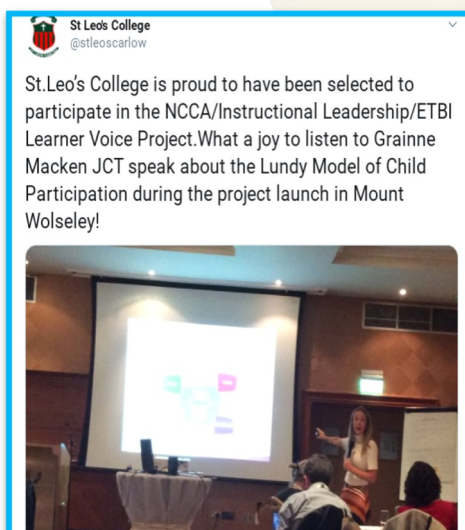 St Leo's College
@stleoscarlow
St.Leo's College is proud to have been selected to
participate in the NCCA/Instructional Leadership/ETBI
Learner Voice Project.What a joy to listen to Grainne
Macken JCT speak about the Lundy Model of Child
Participation during the project launch in Mount
Wolseley!